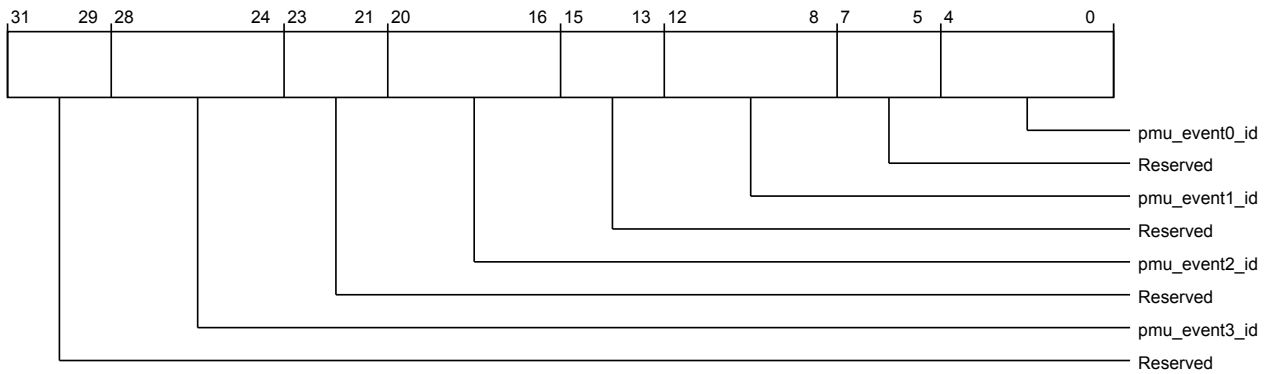 31 29 28 24 23 21 20 16 15 13 12 8 7 5 4 0
pmu_event0_id
Reserved
pmu_event1_id
Reserved
pmu_event2_id
Reserved
pmu_event3_id
Reserved